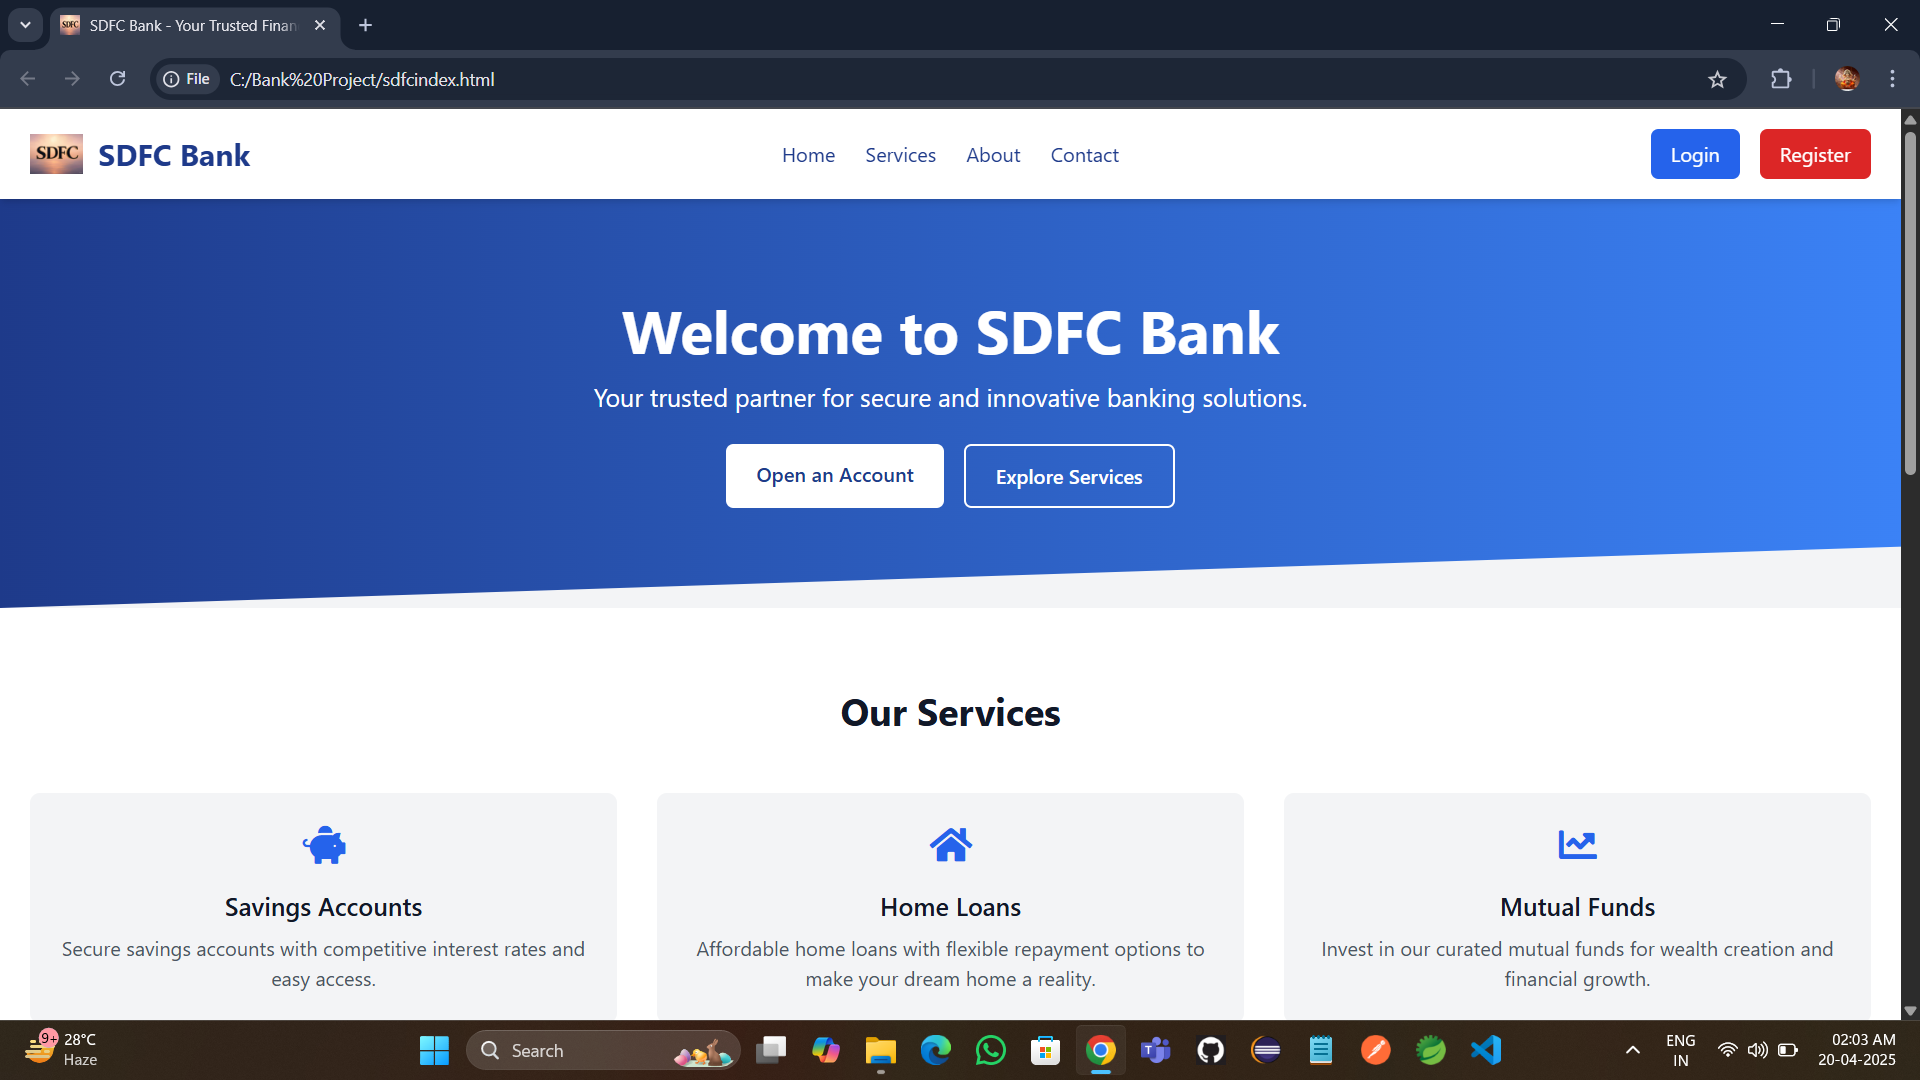 SDFC
SDFC Bank - Your Trusted Finan
File
C:/Bank%20Project/sdfcindex.html
SDFC
SDFC Bank
Home
Services
About
Contact
Login
Register
Welcome to SDFC Bank
Your trusted partner for secure and innovative banking solutions.
Open an Account
Explore Services
Our Services
Savings Accounts
Secure savings accounts with competitive interest rates and
easy access.
Home Loans
Affordable home loans with flexible repayment options to
make your dream home a reality.
Mutual Funds
Invest in our curated mutual funds for wealth creation and
financial growth.
9+
28°C
Haze
Search
T
ENG
IN
02:03 AM
20-04-2025